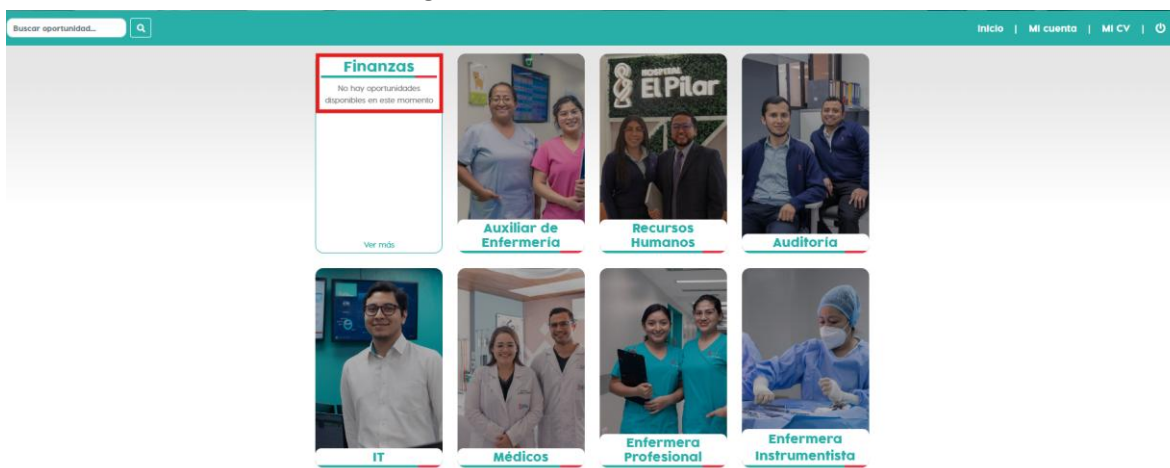 Buscar oportunidad...
Inicio | Mi cuenta | Mi CV |
Finanzas
No hay oportunidades
disponibles en este momento
Ver más
HOSPITAL
El Pilar
Auxiliar de
Enfermería
Recursos
Humanos
Auditoría
IT
Médicos
Enfermera
Profesional
Enfermera
Instrumentista